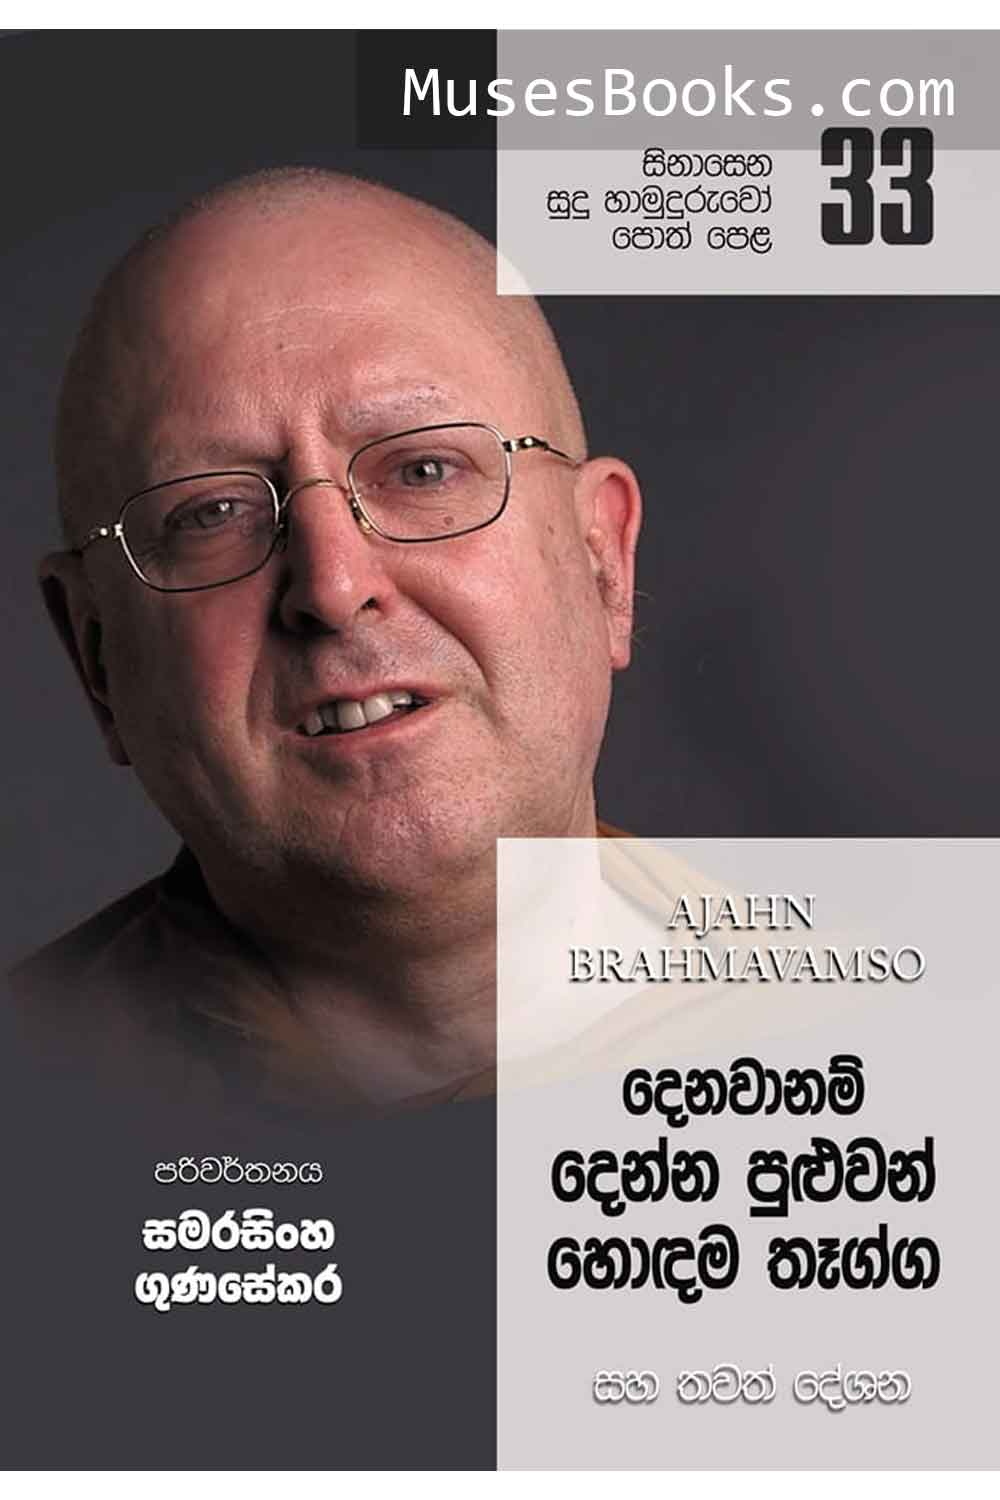 MusesBooks.com
සිනාසෙන
සුදු හාමුදුරුවෝ
පොත් පෙළ
33
AJAHN
BRAHMAVAMSO
දෙනවානම්
දෙන්න පුළුවන්
හොඳම තෑග්ග
සහ තවත් දේශන
පරිවර්තනය
සමරසිංහ
ගුණසේකර